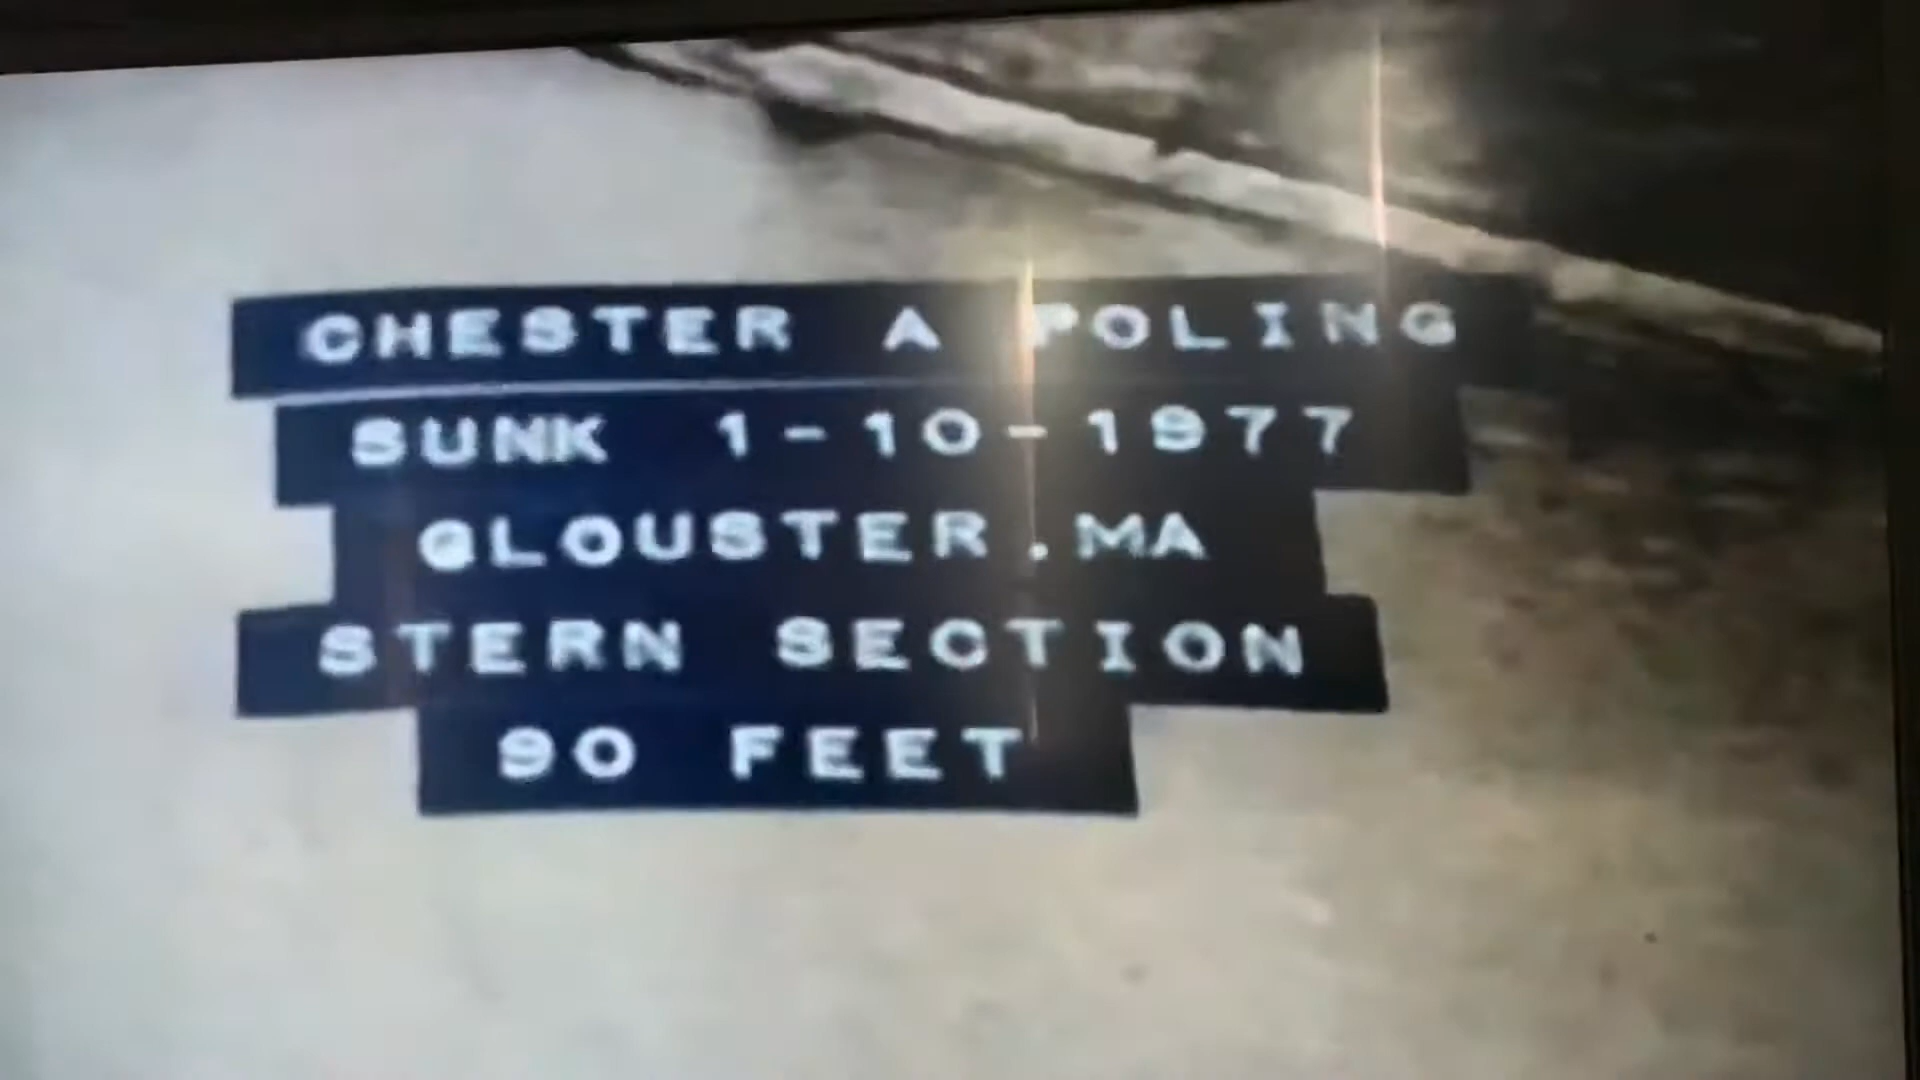 CHESTER A POLING
SUNK 1-10-1977
GLOUSTER.MA
STERN SECTION
90 FEET